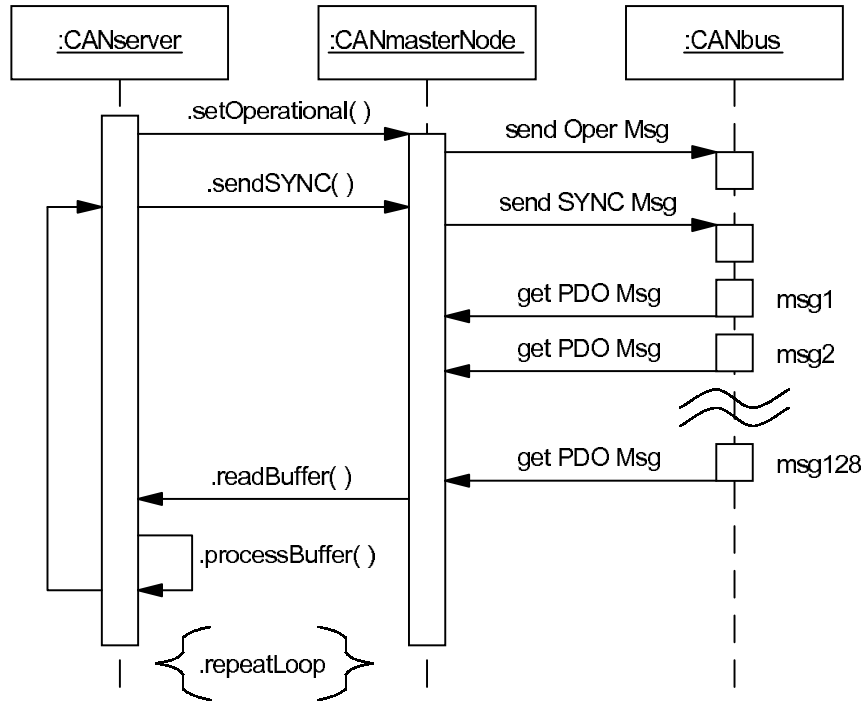 :CANserver
:CANmasterNode
:CANbus
.setOperational( )
send Oper Msg
.sendSYNC( )
send SYNC Msg
get PDO Msg
msg1
get PDO Msg
msg2
get PDO Msg
msg128
.readBuffer( )
.processBuffer( )
.repeatLoop